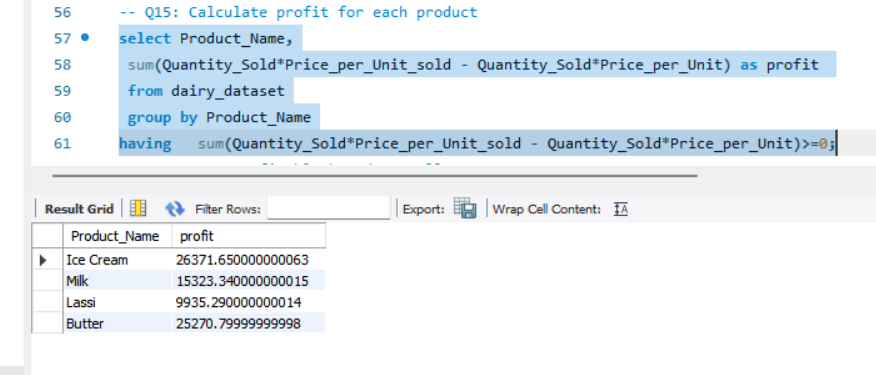 56 -- Q15: Calculate profit for each product
57 select Product_Name,
58 sum(Quantity_Sold*Price_per_Unit_sold - Quantity_Sold*Price_per_Unit) as profit
59 from dairy_dataset
60 group by Product_Name
61 having sum(Quantity_Sold*Price_per_Unit_sold - Quantity_Sold*Price_per_Unit)>=0;
Result Grid Filter Rows: Export: Wrap Cell Content: IA
Product_Name profit
Ice Cream 26371.650000000063
Milk 15323.340000000015
Lassi 9935.290000000014
Butter 25270.79999999998